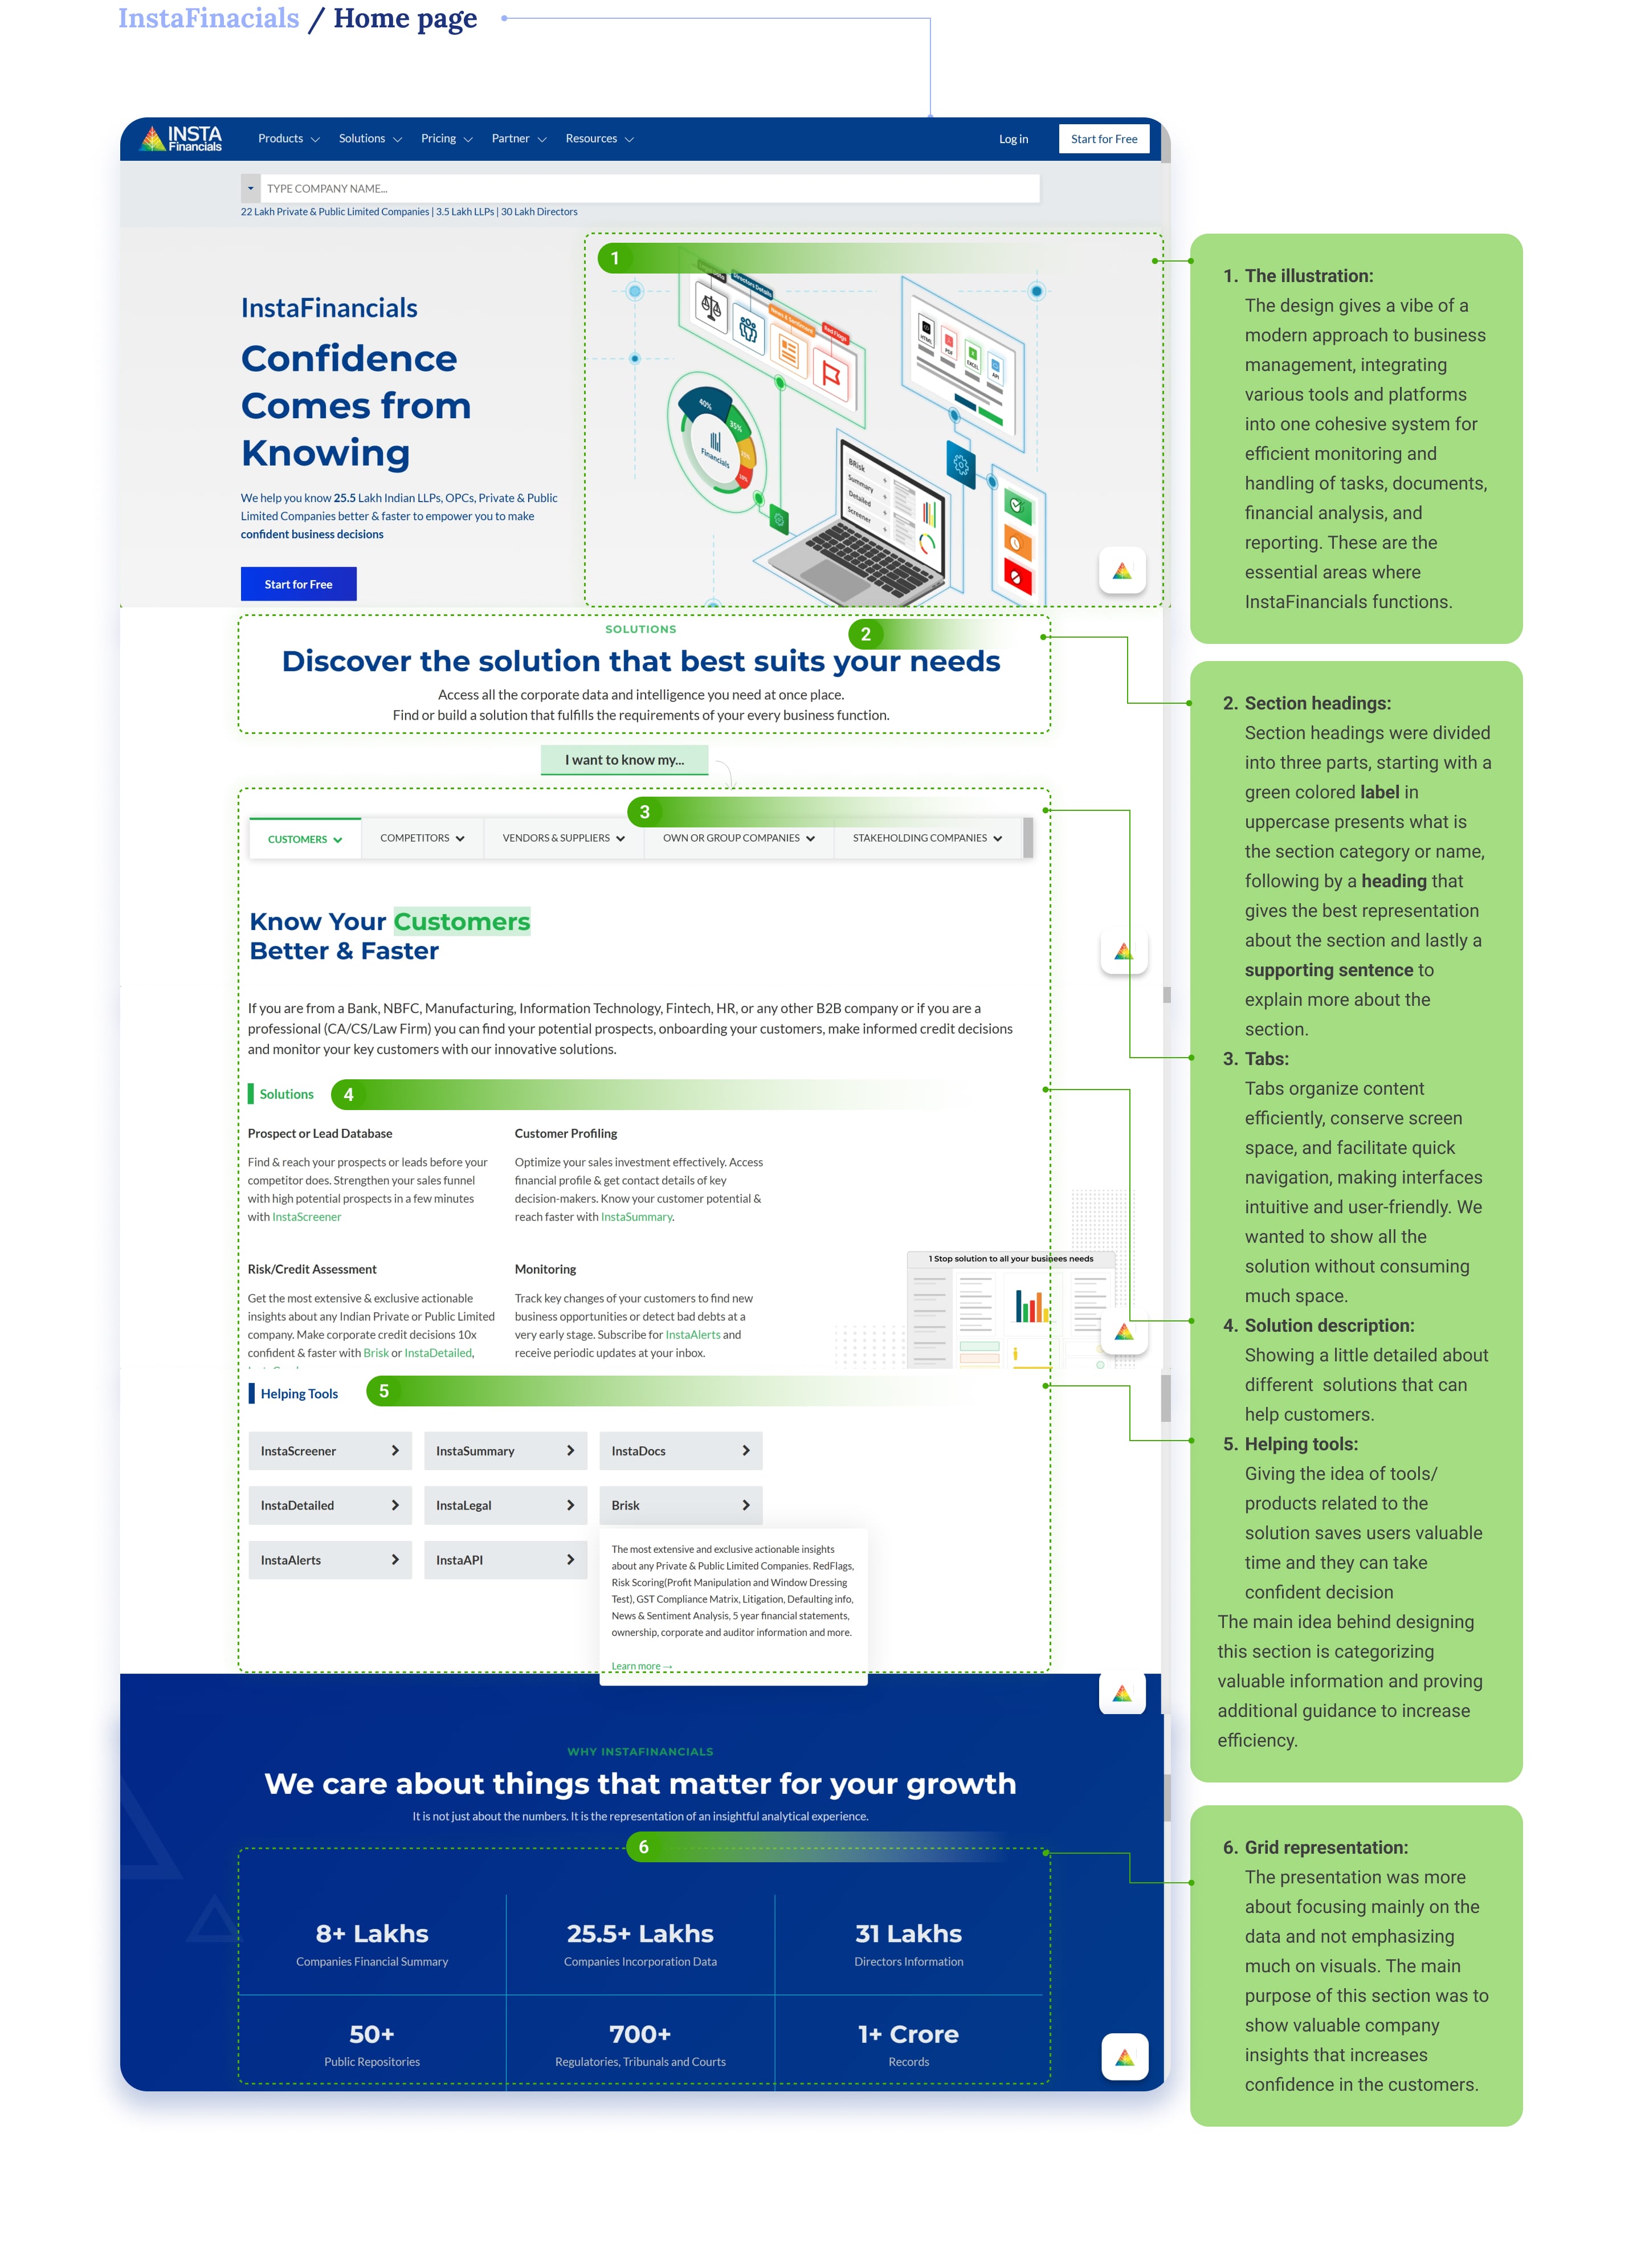 InstaFinacials / Home page
INSTA
Financials
Products
Solutions
Pricing
Partner
Resources
Log in
Start for Free
TYPE COMPANY NAME...
22 Lakh Private & Public Limited Companies | 3.5 Lakh LLPs | 30 Lakh Directors
InstaFinancials
Confidence
Comes from
Knowing
We help you know 25.5 Lakh Indian LLPs, OPCs, Private & Public
Limited Companies better & faster to empower you to make
confident business decisions
Start for Free
1
Directors Details
Red Flags
HTML
PDF
EXCEL
API
40%
35%
Financials
BRisk
Summary
Detailed
Screener
1. The illustration:
The design gives a vibe of a
modern approach to business
management, integrating
various tools and platforms
into one cohesive system for
efficient monitoring and
handling of tasks, documents,
financial analysis, and
reporting. These are the
essential areas where
InstaFinancials functions.
SOLUTIONS
2
Discover the solution that best suits your needs
Access all the corporate data and intelligence you need at once place.
Find or build a solution that fulfills the requirements of your every business function.
I want to know my...
3
CUSTOMERS
COMPETITORS
VENDORS & SUPPLIERS
OWN OR GROUP COMPANIES
STAKEHOLDING COMPANIES
Know Your Customers
Better & Faster
If you are from a Bank, NBFC, Manufacturing, Information Technology, Fintech, HR, or any other B2B company or if you are a
professional (CA/CS/Law Firm) you can find your potential prospects, onboarding your customers, make informed credit decisions
and monitor your key customers with our innovative solutions.
Solutions
4
Prospect or Lead Database
Find & reach your prospects or leads before your
competitor does. Strengthen your sales funnel
with high potential prospects in a few minutes
with InstaScreener
Customer Profiling
Optimize your sales investment effectively. Access
financial profile & get contact details of key
decision-makers. Know your customer potential &
reach faster with InstaSummary.
Risk/Credit Assessment
Get the most extensive & exclusive actionable
insights about any Indian Private or Public Limited
company. Make corporate credit decisions 10x
confident & faster with Brisk or InstaDetailed,
Monitoring
Track key changes of your customers to find new
business opportunities or detect bad debts at a
very early stage. Subscribe for InstaAlerts and
receive periodic updates at your inbox.
1 Stop solution to all your businees needs
Helping Tools
5
InstaScreener
InstaSummary
InstaDocs
InstaDetailed
InstaLegal
Brisk
InstaAlerts
InstaAPI
The most extensive and exclusive actionable insights
about any Private & Public Limited Companies. RedFlags,
Risk Scoring(Profit Manipulation and Window Dressing
Test), GST Compliance Matrix, Litigation, Defaulting info,
News & Sentiment Analysis, 5 year financial statements,
ownership, corporate and auditor information and more.
Learn more →
2. Section headings:
Section headings were divided
into three parts, starting with a
green colored label in
uppercase presents what is
the section category or name,
following by a heading that
gives the best representation
about the section and lastly a
supporting sentence to
explain more about the
section.
3. Tabs:
Tabs organize content
efficiently, conserve screen
space, and facilitate quick
navigation, making interfaces
intuitive and user-friendly. We
wanted to show all the
solution without consuming
much space.
4. Solution description:
Showing a little detailed about
different  solutions that can
help customers.
5. Helping tools:
Giving the idea of tools/
products related to the
solution saves users valuable
time and they can take
confident decision
The main idea behind designing
this section is categorizing
valuable information and proving
additional guidance to increase
efficiency.
WHY INSTAFINANCIALS
We care about things that matter for your growth
It is not just about the numbers. It is the representation of an insightful analytical experience.
6
8+ Lakhs
Companies Financial Summary
25.5+ Lakhs
Companies Incorporation Data
31 Lakhs
Directors Information
50+
Public Repositories
700+
Regulatories, Tribunals and Courts
1+ Crore
Records
6. Grid representation:
The presentation was more
about focusing mainly on the
data and not emphasizing
much on visuals. The main
purpose of this section was to
show valuable company
insights that increases
confidence in the customers.